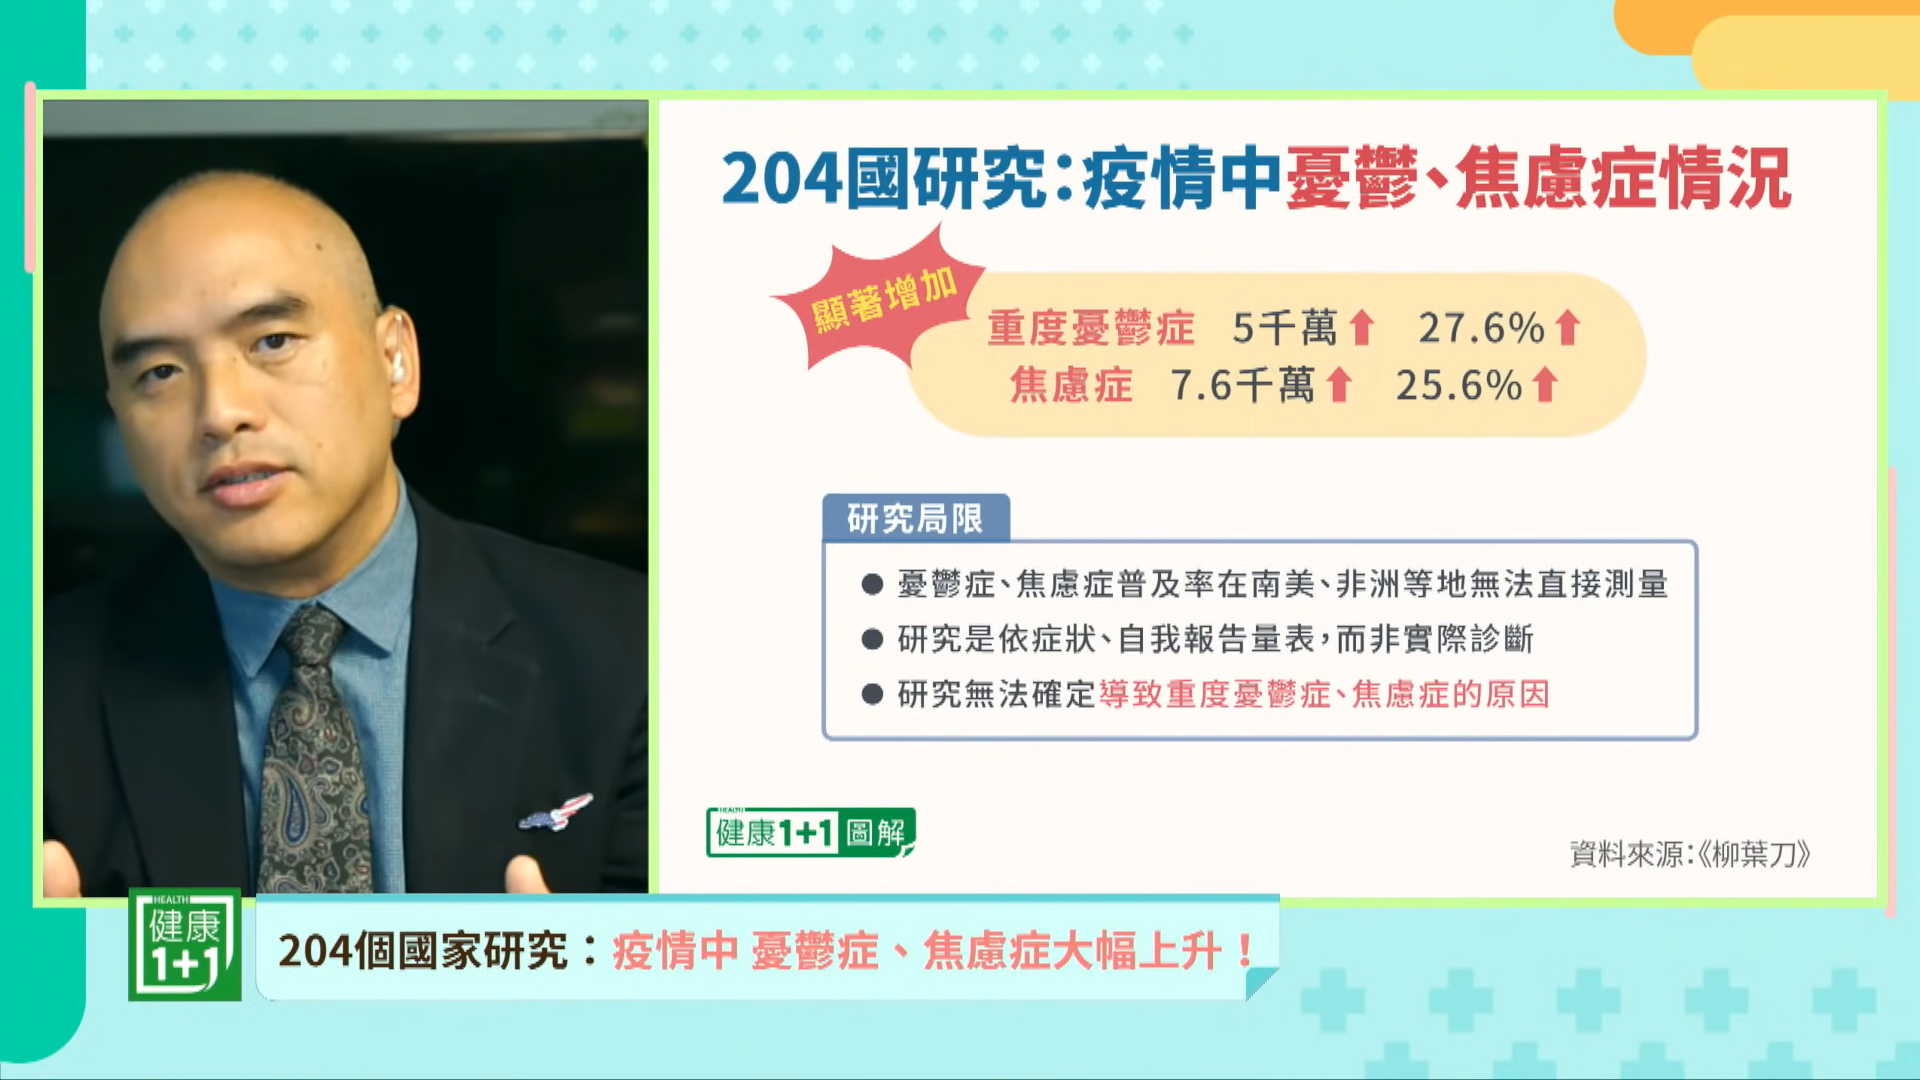 204國研究：疫情中憂鬱、焦慮症情況
顯著增加
重度憂鬱症 5千萬 27.6%
焦慮症 7.6千萬 25.6%
研究局限
● 憂鬱症、焦慮症普及率在南美、非洲等地無法直接測量
● 研究是依症狀、自我報告量表，而非實際診斷
● 研究無法確定導致重度憂鬱症、焦慮症的原因
HEALTH
健康1+1 圖解
資料來源：《柳葉刀》
HEALTH
健康
1+1
204個國家研究：疫情中 憂鬱症、焦慮症大幅上升！